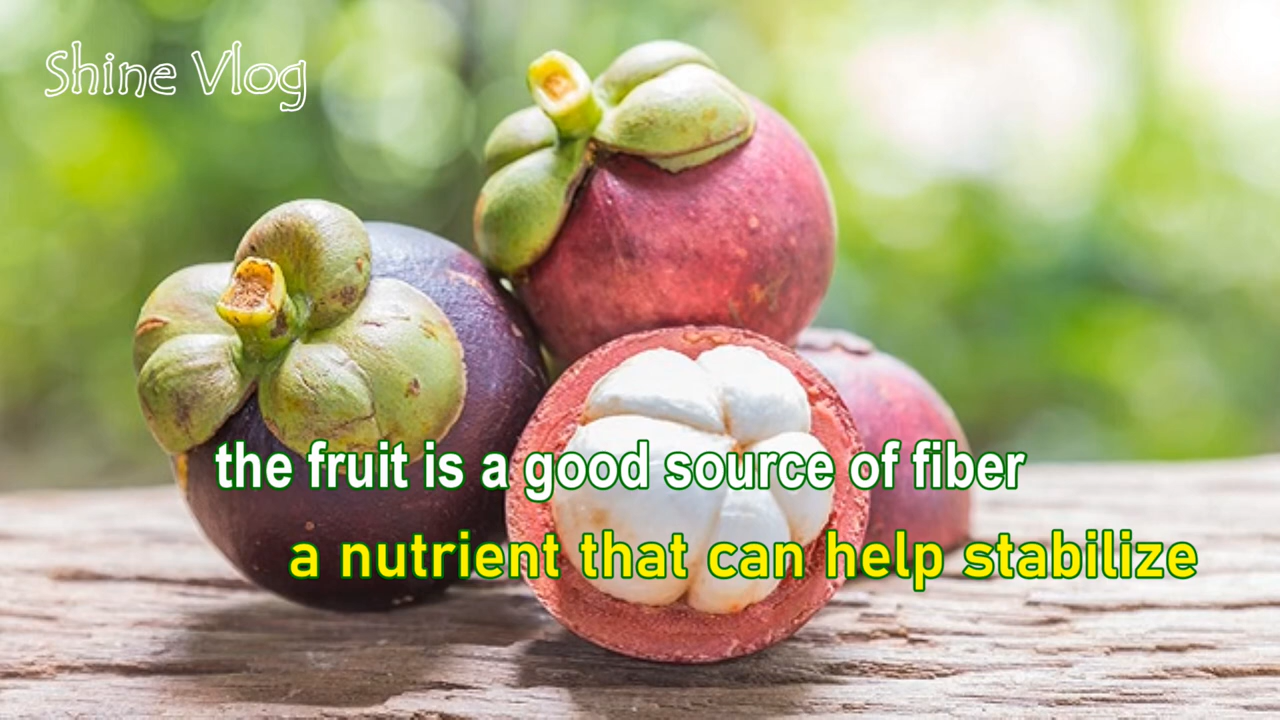 Shine Vlog
the fruit is a good source of fiber
a nutrient that can help stabilize